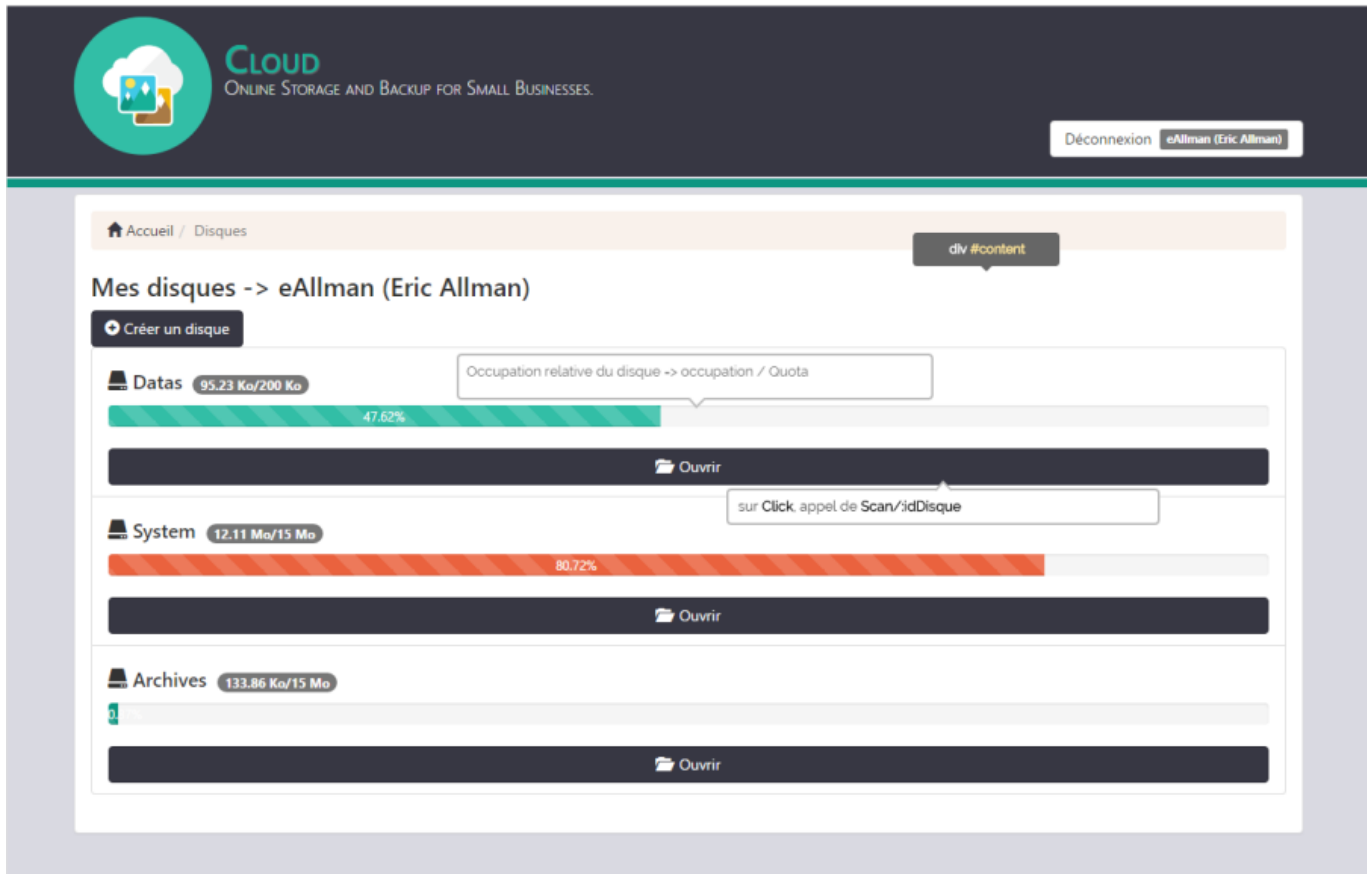 Cloud
Online Storage and Backup for Small Businesses.
Déconnexion eAllman (Eric Allman)
Accueil / Disques
div #content
Mes disques -> eAllman (Eric Allman)
Créer un disque
Datas 95.23 Ko/200 Ko
Occupation relative du disque -> occupation / Quota
47.62%
Ouvrir
sur Click, appel de Scan/:idDisque
System 12.11 Mo/15 Mo
80.72%
Ouvrir
Archives 133.86 Ko/15 Mo
Ouvrir